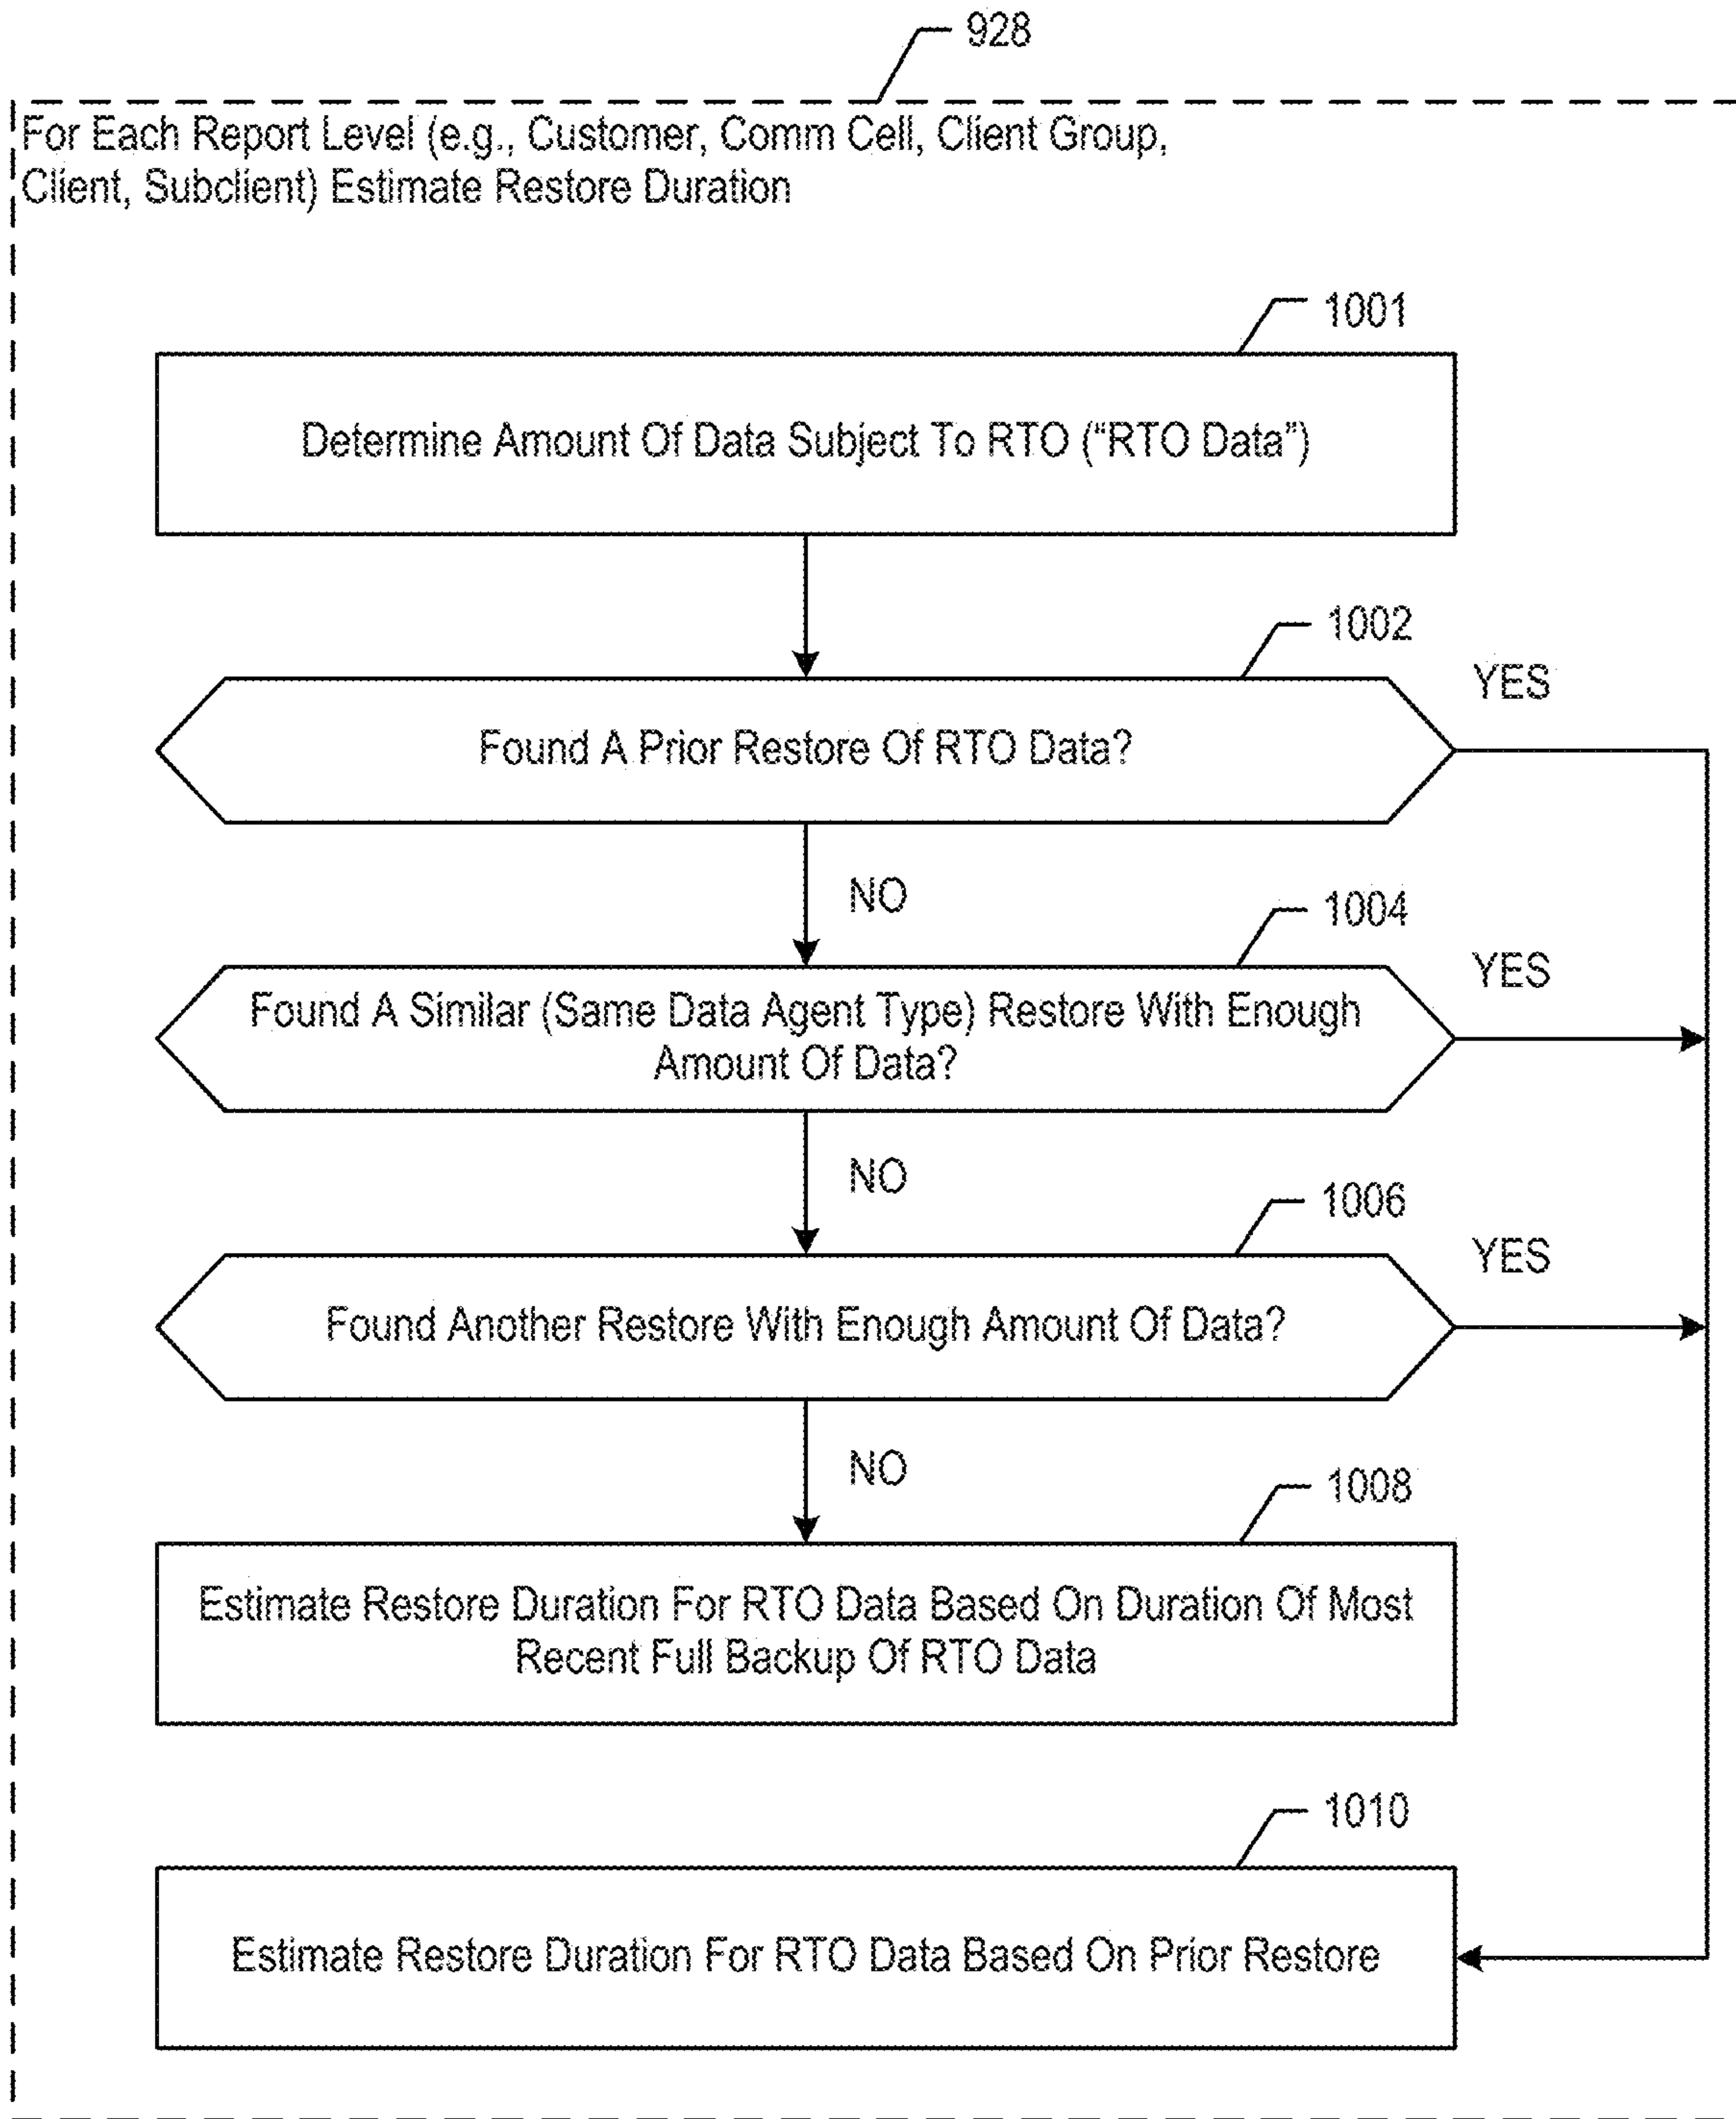 928
For Each Report Level (e.g., Customer, Comm Cell, Client Group,
Client, Subclient) Estimate Restore Duration
1001
Determine Amount Of Data Subject To RTO (“RTO Data”)
1002
YES
Found A Prior Restore Of RTO Data?
NO
1004
YES
Found A Similar (Same Data Agent Type) Restore With Enough
Amount Of Data?
NO
1006
YES
Found Another Restore With Enough Amount Of Data?
NO
1008
Estimate Restore Duration For RTO Data Based On Duration Of Most
Recent Full Backup Of RTO Data
1010
Estimate Restore Duration For RTO Data Based On Prior Restore